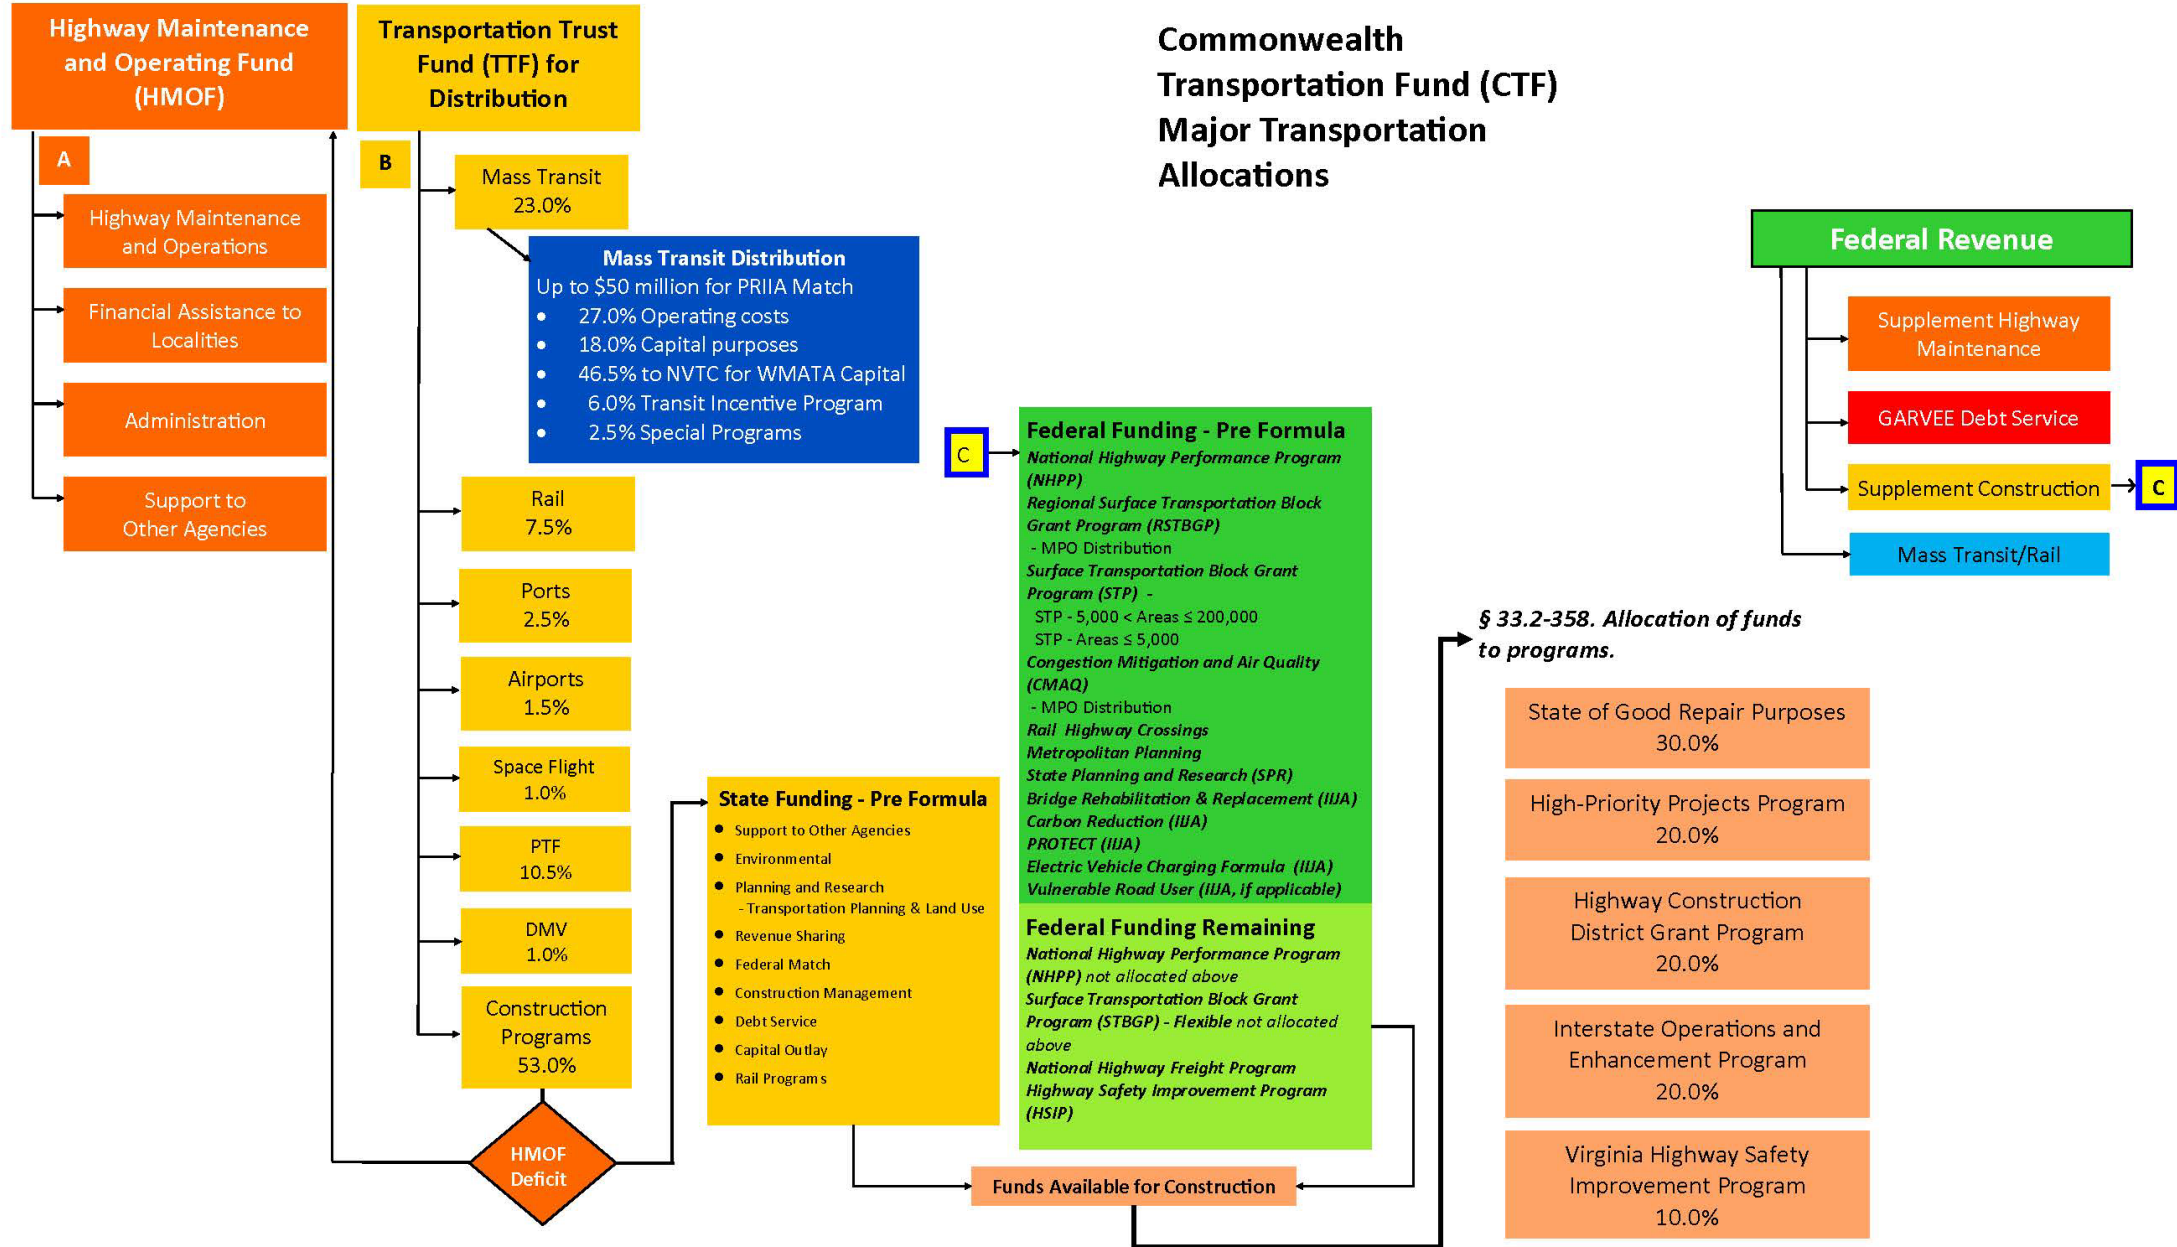 Highway Maintenance
and Operating Fund
(HMOF)
Transportation Trust
Fund (TTF) for
Distribution
Commonwealth
Transportation Fund (CTF)
Major Transportation
Allocations
A
Highway Maintenance
and Operations
Financial Assistance to
Localities
Administration
Support to
Other Agencies
B
Mass Transit
23.0%
Mass Transit Distribution
Up to $50 million for PRIIA Match
• 27.0% Operating costs
• 18.0% Capital purposes
• 46.5% to NVTC for WMATA Capital
• 6.0% Transit Incentive Program
• 2.5% Special Programs
Rail
7.5%
Ports
2.5%
Airports
1.5%
Space Flight
1.0%
PTF
10.5%
DMV
1.0%
Construction
Programs
53.0%
HMOF
Deficit
State Funding - Pre Formula
• Support to Other Agencies
• Environmental
• Planning and Research
- Transportation Planning & Land Use
• Revenue Sharing
• Federal Match
• Construction Management
• Debt Service
• Capital Outlay
• Rail Programs
C
Federal Funding - Pre Formula
National Highway Performance Program
(NHPP)
Regional Surface Transportation Block
Grant Program (RSTBGP)
- MPO Distribution
Surface Transportation Block Grant
Program (STP) -
STP - 5,000 < Areas ≤ 200,000
STP - Areas ≤ 5,000
Congestion Mitigation and Air Quality
(CMAQ)
- MPO Distribution
Rail Highway Crossings
Metropolitan Planning
State Planning and Research (SPR)
Bridge Rehabilitation & Replacement (IIJA)
Carbon Reduction (IIJA)
PROTECT (IIJA)
Electric Vehicle Charging Formula (IIJA)
Vulnerable Road User (IIJA, if applicable)
Federal Funding Remaining
National Highway Performance Program
(NHPP) not allocated above
Surface Transportation Block Grant
Program (STBGP) - Flexible not allocated
above
National Highway Freight Program
Highway Safety Improvement Program
(HSIP)
Funds Available for Construction
Federal Revenue
Supplement Highway
Maintenance
GARVEE Debt Service
Supplement Construction
C
Mass Transit/Rail
§ 33.2-358. Allocation of funds
to programs.
State of Good Repair Purposes
30.0%
High-Priority Projects Program
20.0%
Highway Construction
District Grant Program
20.0%
Interstate Operations and
Enhancement Program
20.0%
Virginia Highway Safety
Improvement Program
10.0%